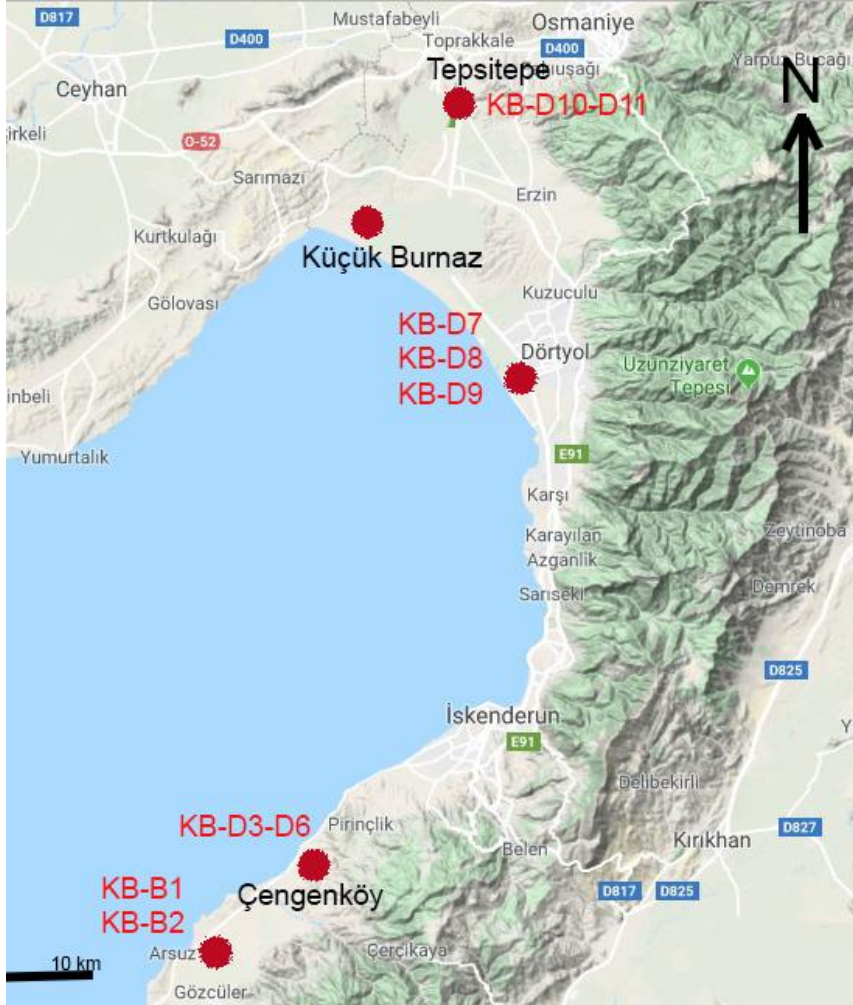 D817
Mustafabeyli
Osmaniye
D400
Toprakkale
D400
Ceyhan
Tepsitepe
Yarpuz Bucağı
N
KB-D10-D11
O-52
Sarımazı
Erzin
Kurtkulağı
Küçük Burnaz
Gölovası
Kuzuculu
KB-D7
KB-D8
Dörtyol
KB-D9
Uzunziyaret
Tepesi
Yumurtalık
E91
Karşı
Karayılan
Azganlik
Zeytinoba
Sarıseki
Demrek
D825
İskenderun
E91
Delibekirli
KB-D3-D6
Pirinçlik
Kırıkhan
D827
Belen
KB-B1
Çengenköy
D817
D825
KB-B2
Arsuz
Çerçikaya
10 km
Gözcüler